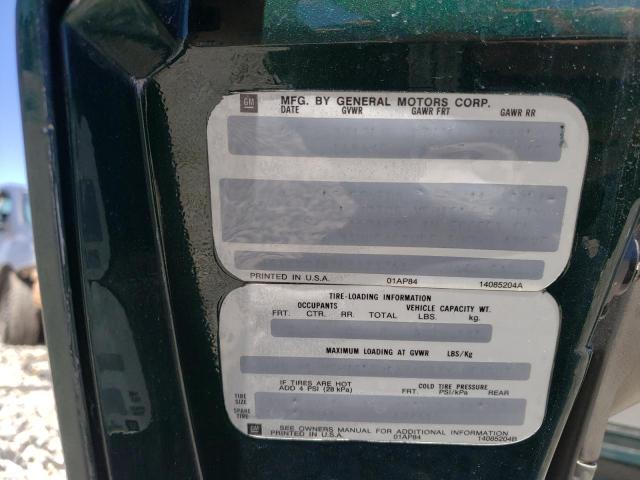 GM MFG. BY GENERAL MOTORS CORP.
DATE GVWR GAWR FRT GAWR RR
PRINTED IN U.S.A. 01AP84 14085204A
TIRE-LOADING INFORMATION
OCCUPANTS VEHICLE CAPACITY WT.
FRT. CTR. RR. TOTAL LBS. kg.
MAXIMUM LOADING AT GVWR LBS/Kg
IF TIRES ARE HOT COLD TIRE PRESSURE
ADD 4 PSI (28 kPa) FRT. PSI/kPa REAR
TIRE
SIZE
SPARE
TIRE
GM SEE OWNERS MANUAL FOR ADDITIONAL INFORMATION
PRINTED IN U.S.A. 01AP84 14085204B